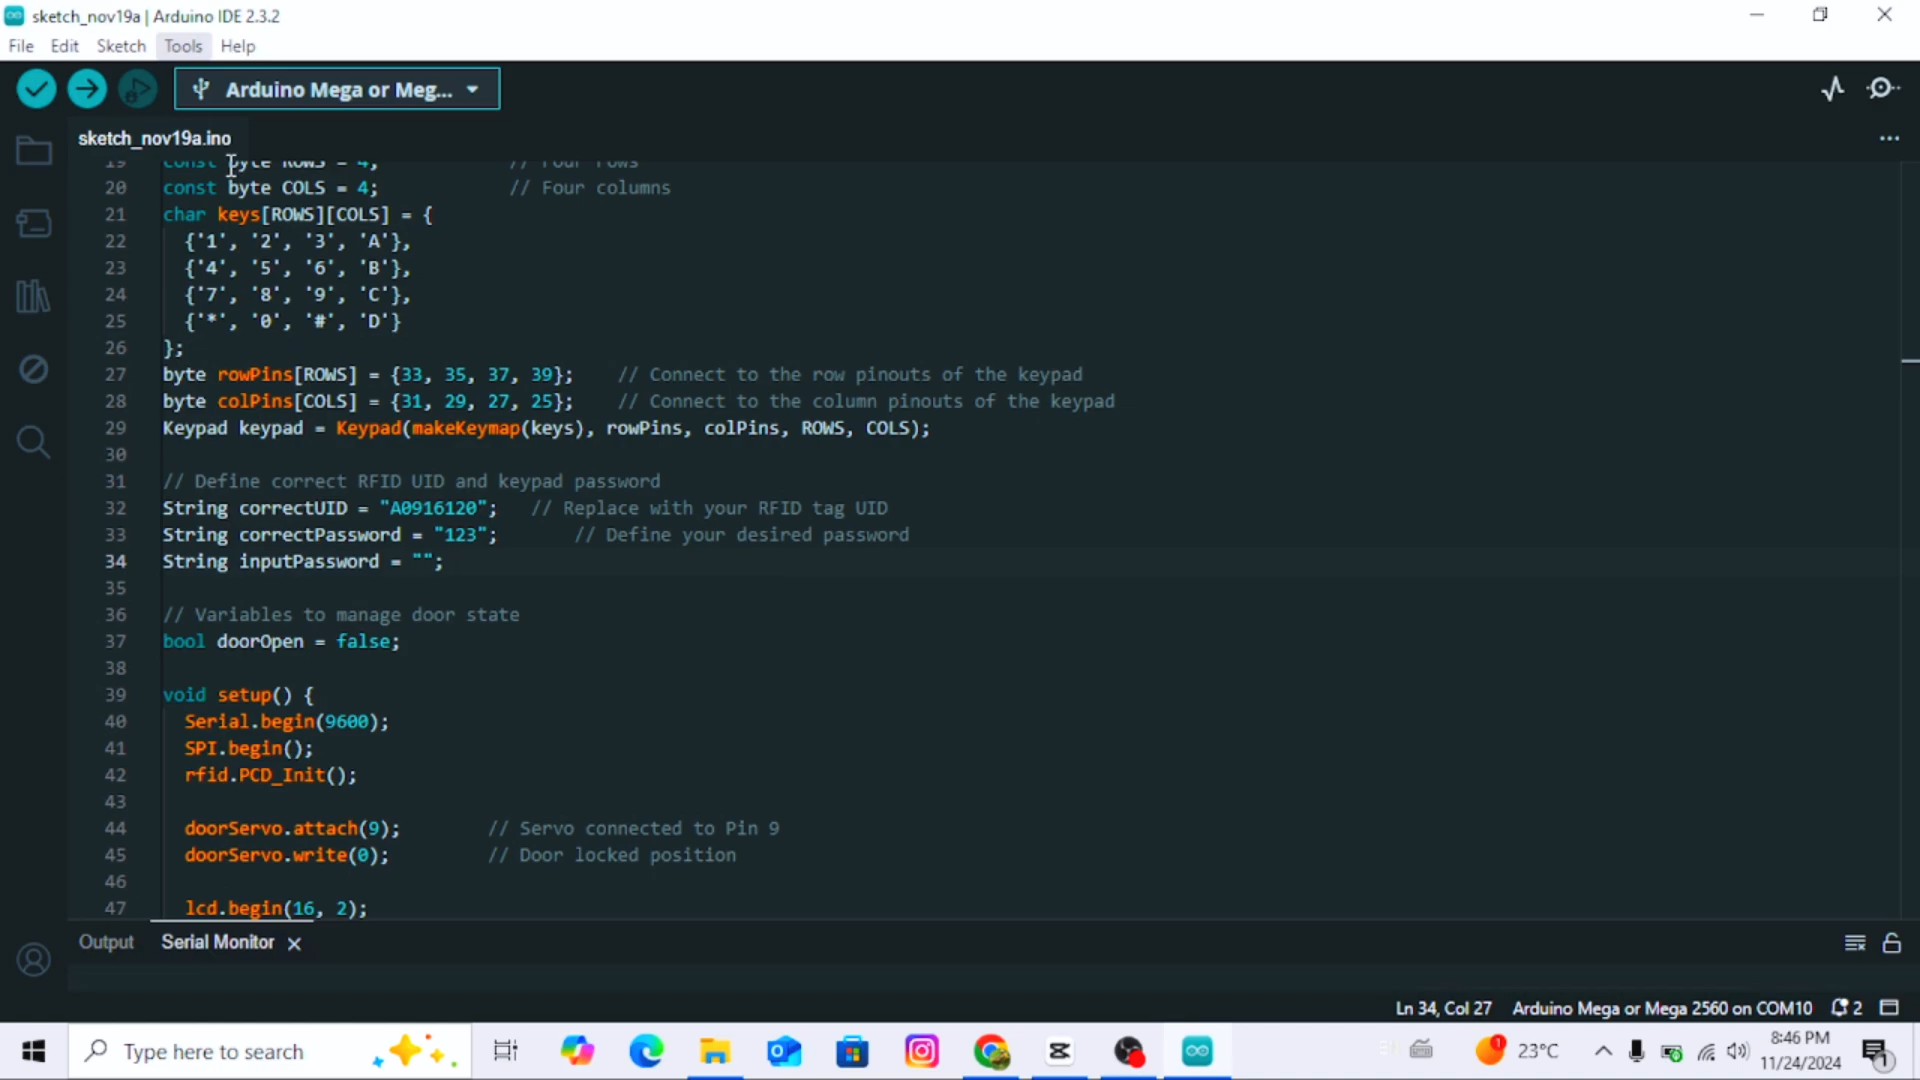 sketch_nov19a | Arduino IDE 2.3.2
File Edit Sketch Tools Help
Arduino Mega or Meg...
sketch_nov19a.ino
19 const byte ROWS = 4; // Four rows
20 const byte COLS = 4; // Four columns
21 char keys[ROWS][COLS] = {
22 {'1', '2', '3', 'A'},
23 {'4', '5', '6', 'B'},
24 {'7', '8', '9', 'C'},
25 {'*', '0', '#', 'D'}
26 };
27 byte rowPins[ROWS] = {33, 35, 37, 39}; // Connect to the row pinouts of the keypad
28 byte colPins[COLS] = {31, 29, 27, 25}; // Connect to the column pinouts of the keypad
29 Keypad keypad = Keypad(makeKeymap(keys), rowPins, colPins, ROWS, COLS);
30
31 // Define correct RFID UID and keypad password
32 String correctUID = "A0916120"; // Replace with your RFID tag UID
33 String correctPassword = "123"; // Define your desired password
34 String inputPassword = "";
35
36 // Variables to manage door state
37 bool doorOpen = false;
38
39 void setup() {
40 Serial.begin(9600);
41 SPI.begin();
42 rfid.PCD_Init();
43
44 doorServo.attach(9); // Servo connected to Pin 9
45 doorServo.write(0); // Door locked position
46
47 lcd.begin(16, 2);
Output Serial Monitor
Ln 34, Col 27 Arduino Mega or Mega 2560 on COM10 2
Type here to search
23°C
8:46 PM
11/24/2024
1